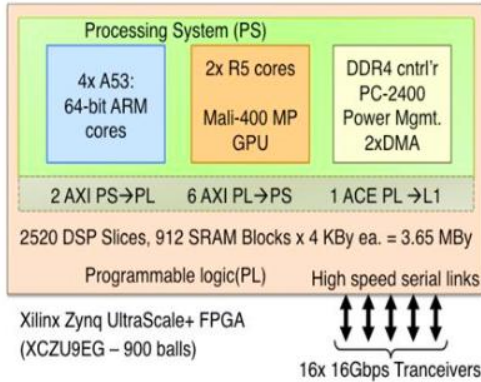 Processing System (PS)
4x A53:
64-bit ARM
cores
2x R5 cores
Mali-400 MP
GPU
DDR4 cntrl'r
PC-2400
Power Mgmt.
2xDMA
2 AXI PS→PL
6 AXI PL→PS
1 ACE PL →L1
2520 DSP Slices, 912 SRAM Blocks x 4 KBy ea. = 3.65 MBy
Programmable logic(PL)
High speed serial links
Xilinx Zynq UltraScale+ FPGA
(XCZU9EG – 900 balls)
16x 16Gbps Tranceivers